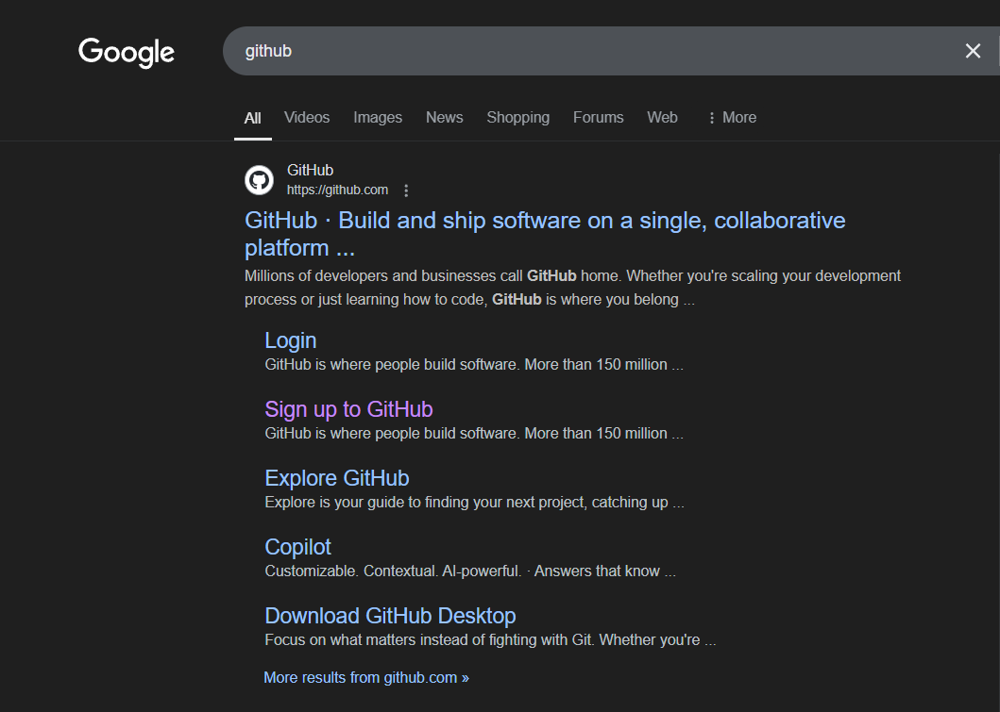 Google
github
All Videos Images News Shopping Forums Web More
GitHub
https://github.com
GitHub · Build and ship software on a single, collaborative
platform ...
Millions of developers and businesses call GitHub home. Whether you're scaling your development
process or just learning how to code, GitHub is where you belong ...
Login
GitHub is where people build software. More than 150 million ...
Sign up to GitHub
GitHub is where people build software. More than 150 million ...
Explore GitHub
Explore is your guide to finding your next project, catching up ...
Copilot
Customizable. Contextual. AI-powerful. · Answers that know ...
Download GitHub Desktop
Focus on what matters instead of fighting with Git. Whether you're ...
More results from github.com »